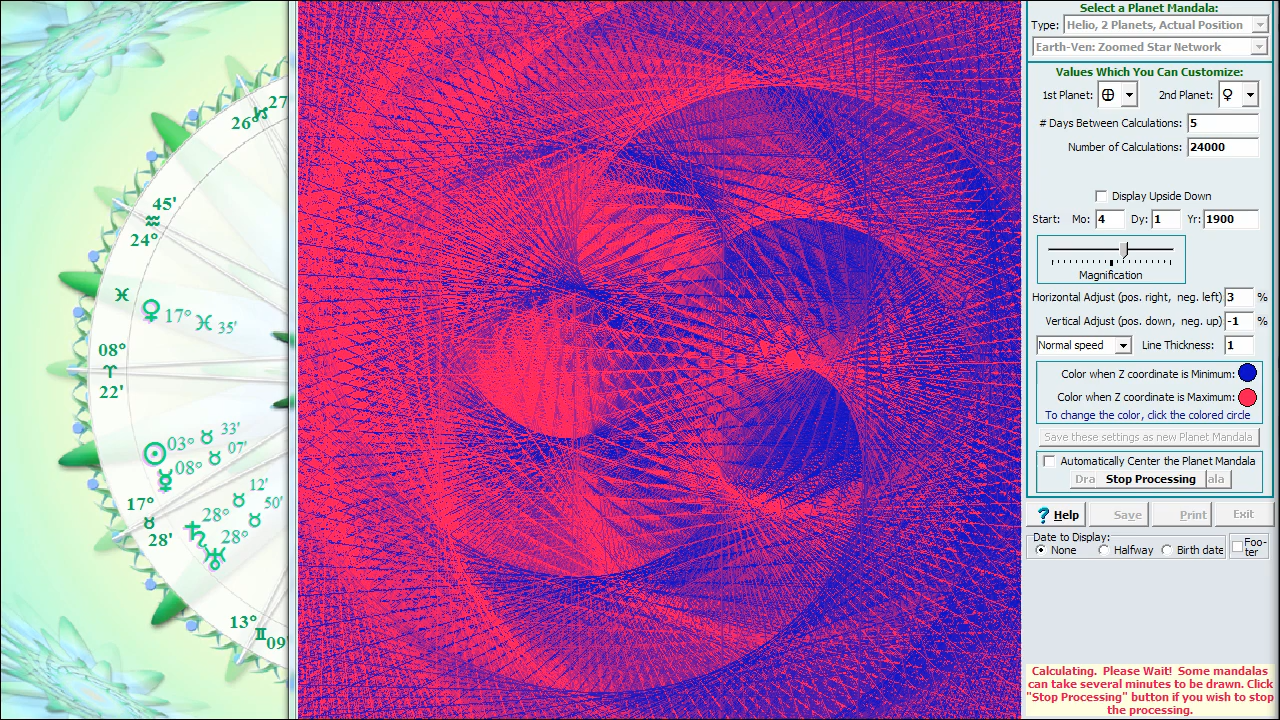 27
26°♑
45'
♒
24°
♓
♀ 17° ♓ 35'
08°
♈
22'
☉ 03° ♉ 33'
☿ 08° ♉ 07'
17°
♉
28'
♄ 28° ♉ 12'
♅ 28° ♉ 50'
13°
♊
09'
Select a Planet Mandala:
Type: Helio, 2 Planets, Actual Position
Earth-Ven: Zoomed Star Network
Values Which You Can Customize:
1st Planet: ⊕ 2nd Planet: ♀
# Days Between Calculations: 5
Number of Calculations: 24000
Display Upside Down
Start: Mo: 4 Dy: 1 Yr: 1900
Magnification
Horizontal Adjust (pos. right, neg. left) 3 %
Vertical Adjust (pos. down, neg. up) -1 %
Normal speed Line Thickness: 1
Color when Z coordinate is Minimum:
Color when Z coordinate is Maximum:
To change the color, click the colored circle
Save these settings as new Planet Mandala
Automatically Center the Planet Mandala
Dra Stop Processing ala
? Help Save Print Exit
Date to Display:
None Halfway Birth date Foo-
ter
Calculating. Please Wait! Some mandalas
can take several minutes to be drawn. Click
"Stop Processing" button if you wish to stop
the processing.